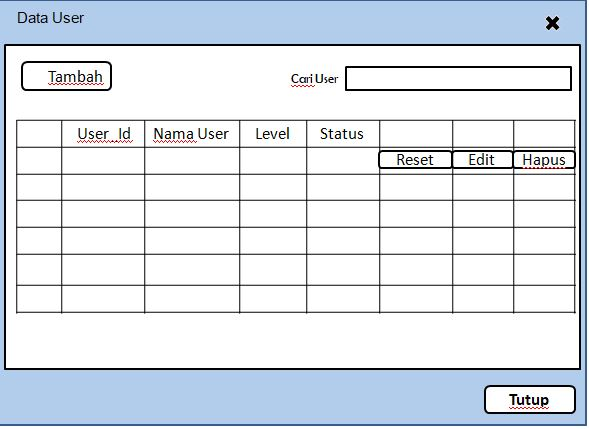 Data User
Tambah
Cari User
User_Id Nama User Level Status
Reset Edit Hapus
Tutup